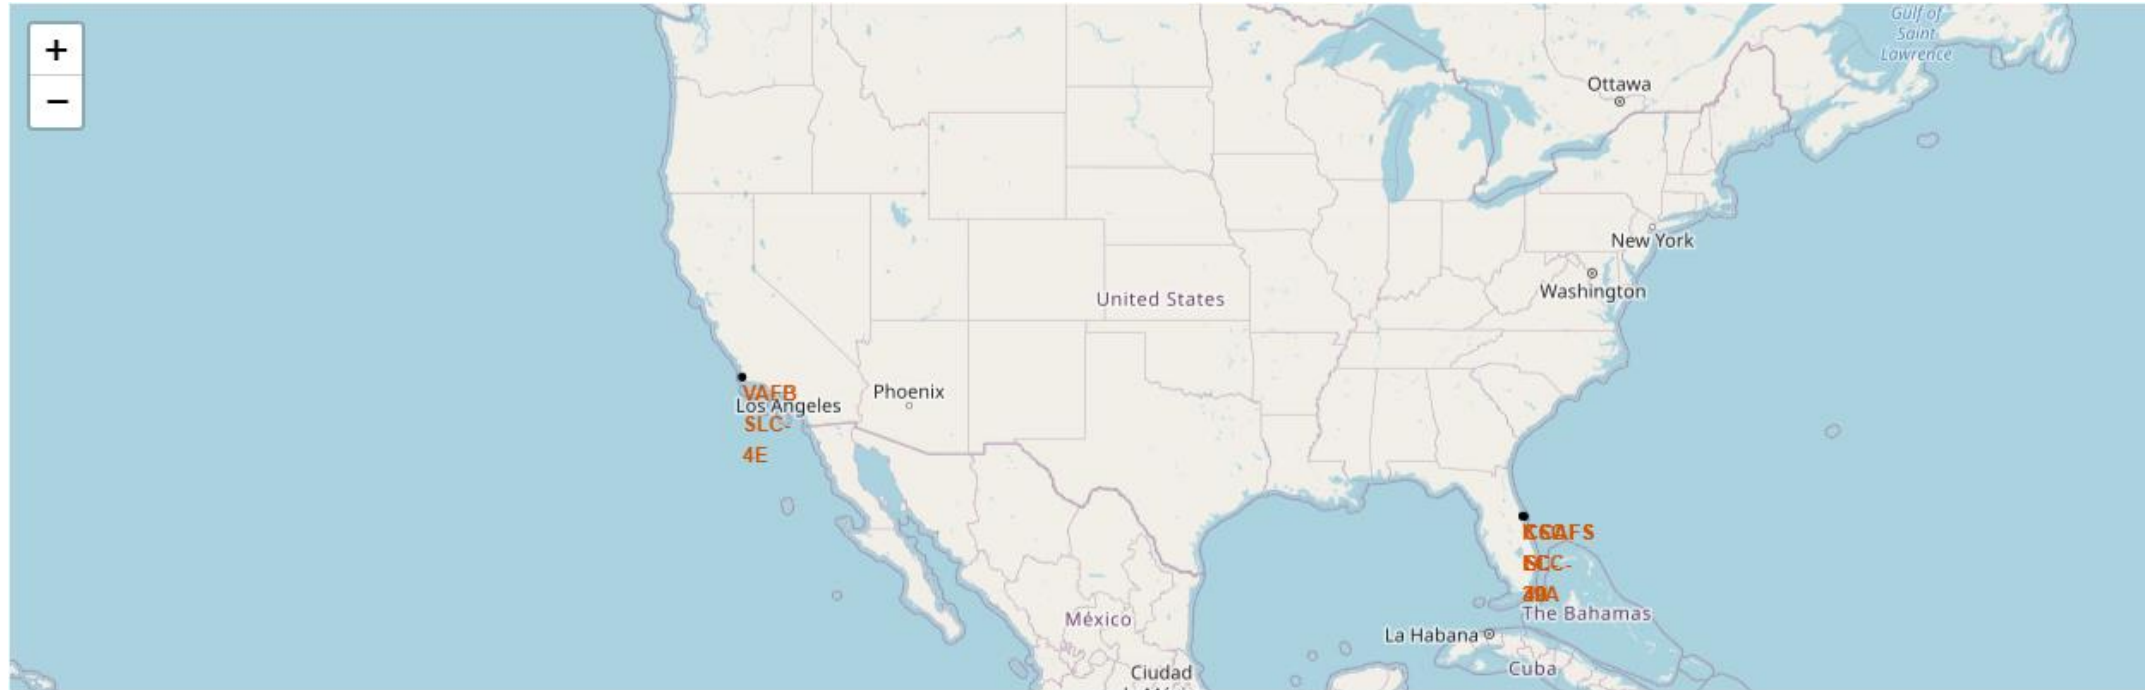 +
−
Gulf of
Saint
Lawrence
Ottawa
New York
Washington
United States
VAFB
SLC-
4E
Los Angeles
Phoenix
The Bahamas
La Habana
México
Cuba
Ciudad